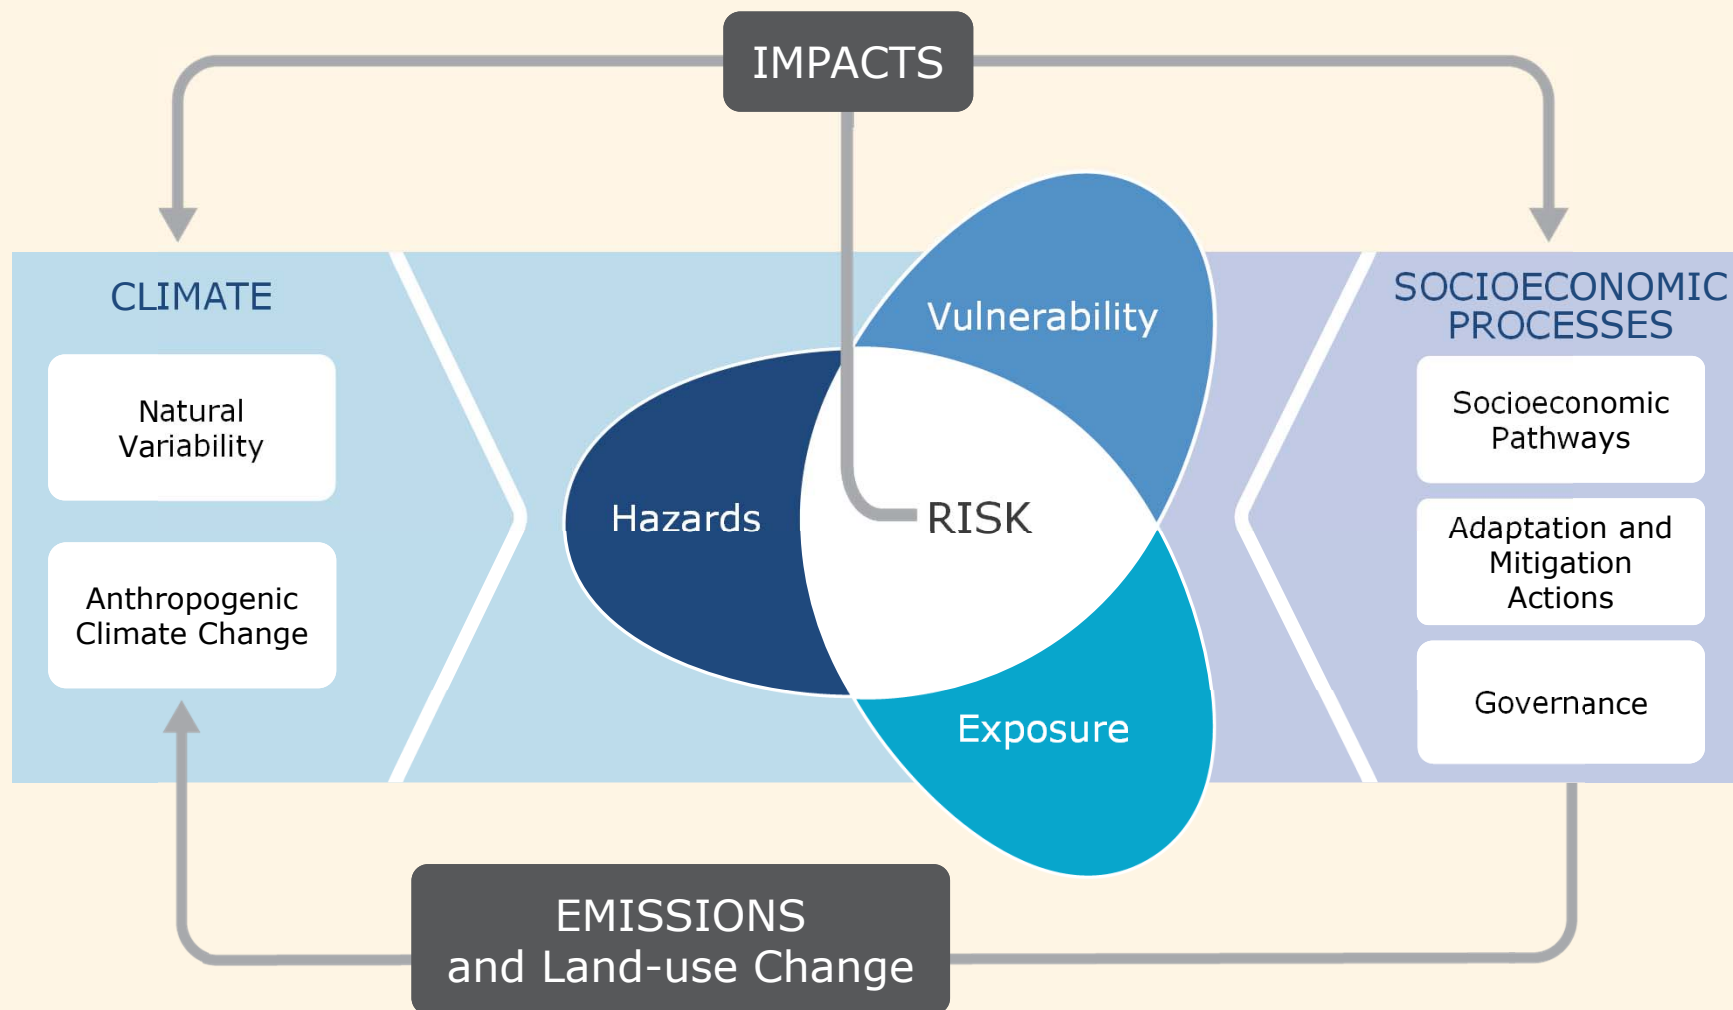 IMPACTS
CLIMATE
Natural
Variability
Anthropogenic
Climate Change
Vulnerability
Hazards
RISK
Exposure
SOCIOECONOMIC
PROCESSES
Socioeconomic
Pathways
Adaptation and
Mitigation
Actions
Governance
EMISSIONS
and Land-use Change